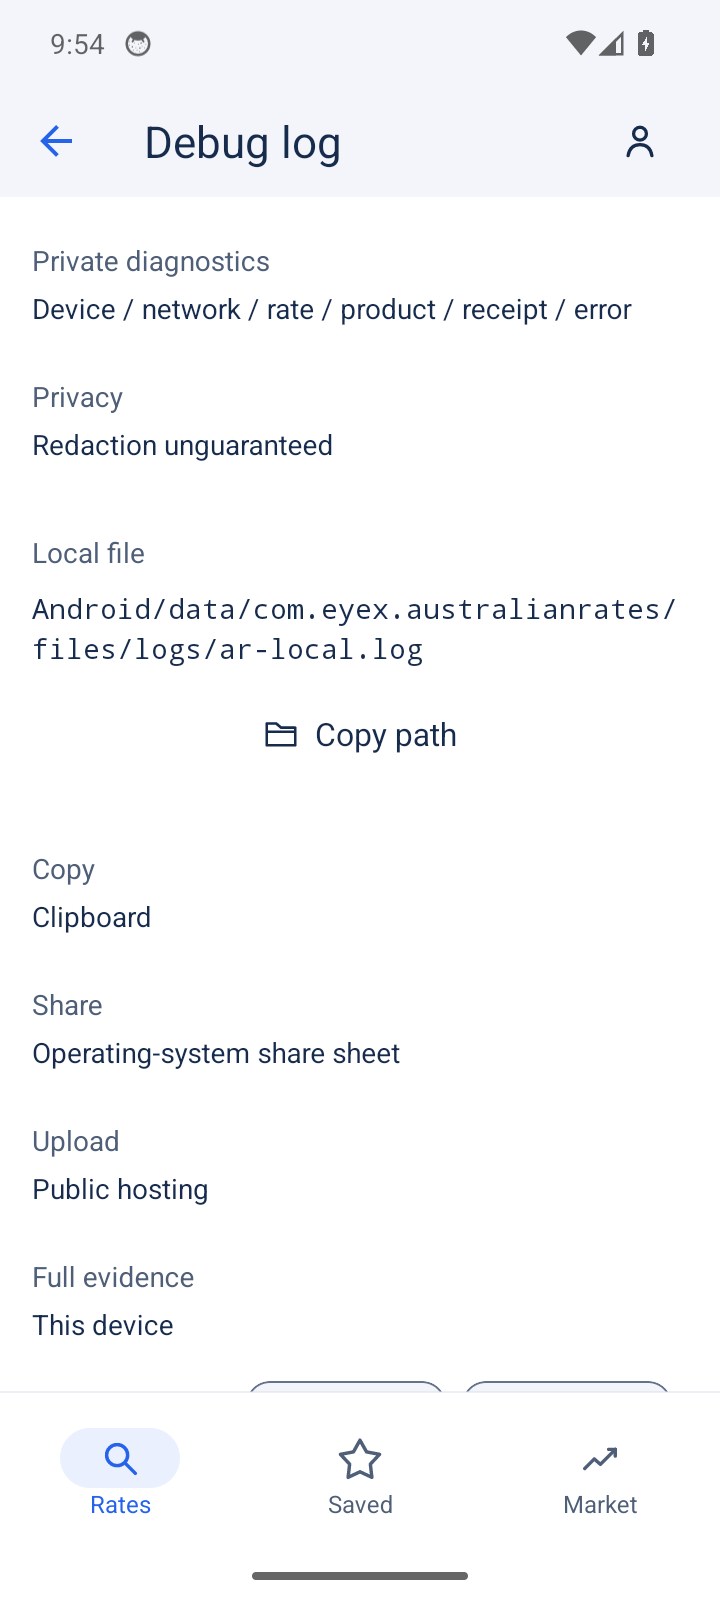 9:54
Debug log
Private diagnostics
Device / network / rate / product / receipt / error
Privacy
Redaction unguaranteed
Local file
Android/data/com.eyex.australianrates/
files/logs/ar-local.log
Copy path
Copy
Clipboard
Share
Operating-system share sheet
Upload
Public hosting
Full evidence
This device
Rates
Saved
Market